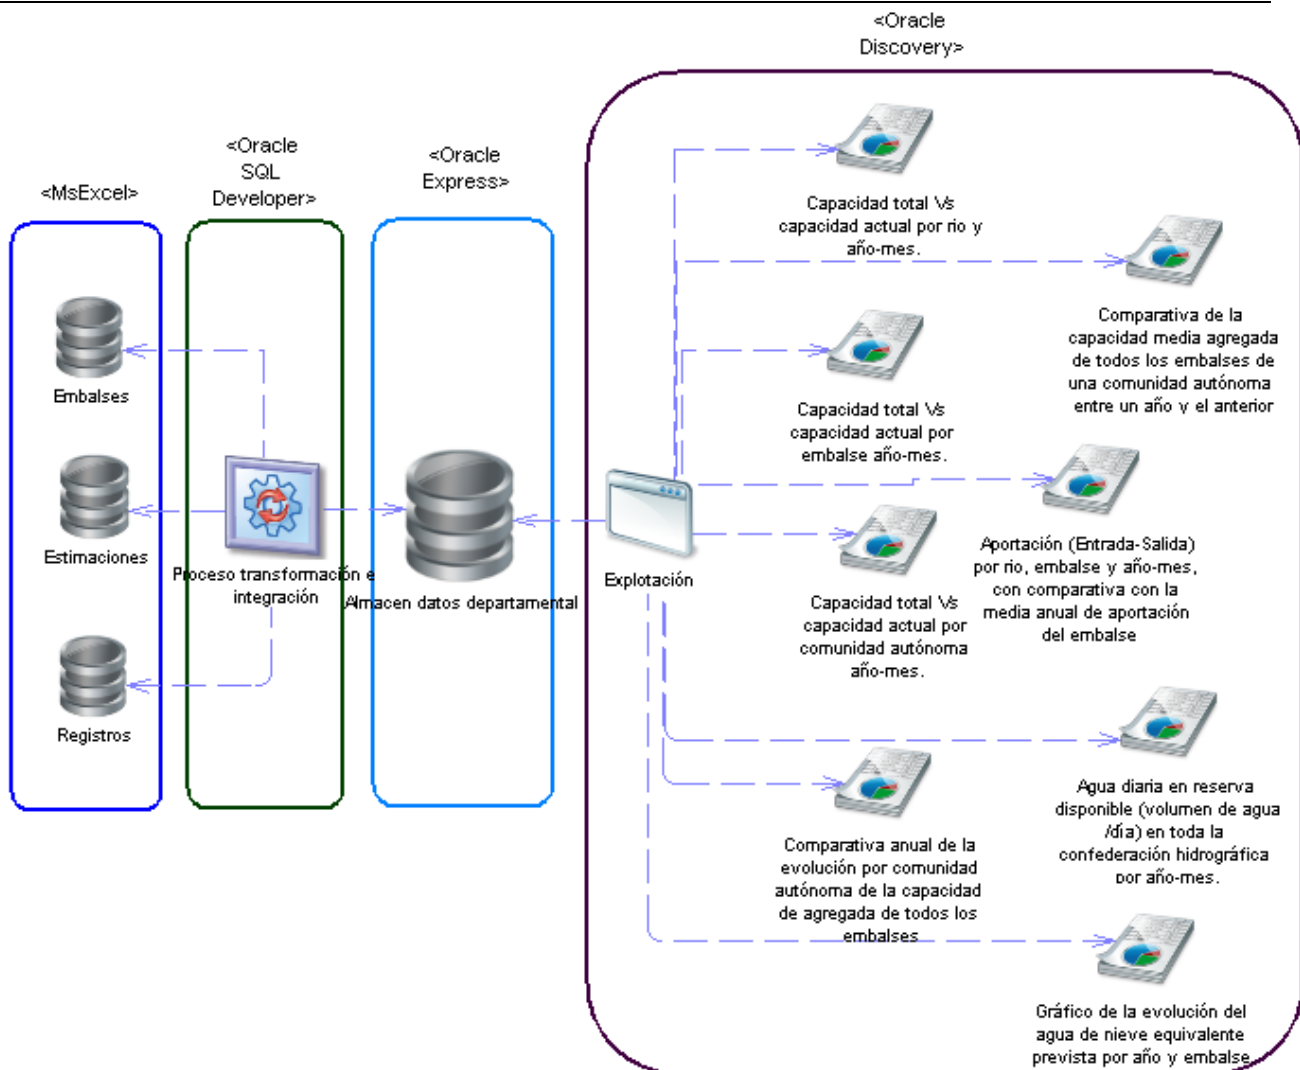 <Oracle
Discovery>
<Oracle
SQL
Developer>
<Oracle
Express>
<MsExcel>
Embalses
Estimaciones
Registros
Proceso transformación e
integración
Almacen datos departamental
Explotación
Capacidad total Vs
capacidad actual por rio y
año-mes.
Comparativa de la
capacidad media agregada
de todos los embalses de
una comunidad autónoma
entre un año y el anterior
Capacidad total Vs
capacidad actual por
embalse año-mes.
Aportación (Entrada-Salida)
por rio, embalse y año-mes,
con comparativa con la
media anual de aportación
del embalse
Capacidad total Vs
capacidad actual por
comunidad autónoma
año-mes.
Agua diaria en reserva
disponible (volumen de agua
/día) en toda la
confederación hidrográfica
por año-mes.
Comparativa anual de la
evolución por comunidad
autónoma de la capacidad
de agregada de todos los
embalses
Gráfico de la evolución del
agua de nieve equivalente
prevista por año y embalse